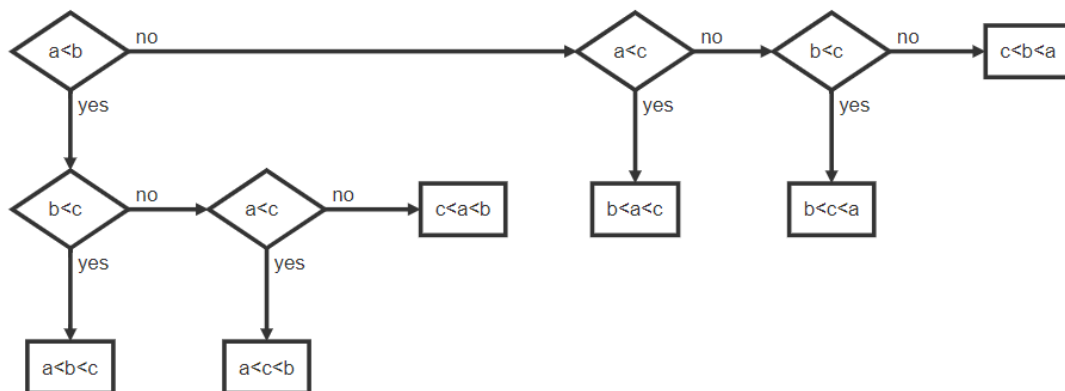 a<b
no
a<c
no
b<c
no
c<b<a
yes
yes
yes
b<c
no
a<c
no
c<a<b
b<a<c
b<c<a
yes
yes
a<b<c
a<c<b